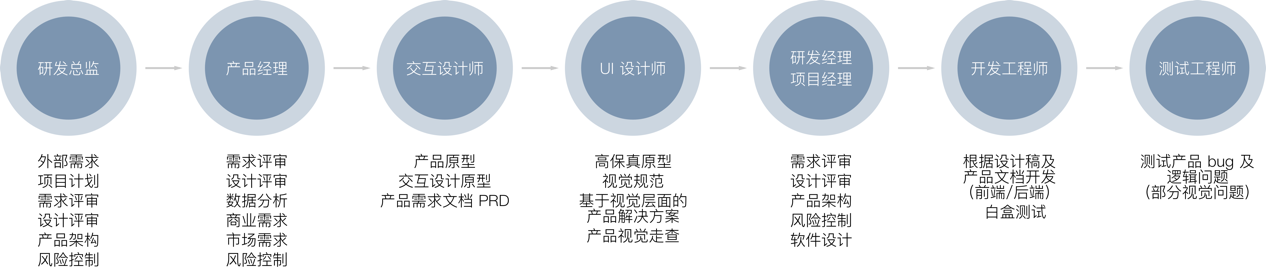 研发总监
产品经理
交互设计师
UI 设计师
研发经理
项目经理
开发工程师
测试工程师
外部需求
项目计划
需求评审
设计评审
产品架构
风险控制
需求评审
设计评审
数据分析
商业需求
市场需求
风险控制
产品原型
交互设计原型
产品需求文档 PRD
高保真原型
视觉规范
基于视觉层面的
产品解决方案
产品视觉走查
需求评审
设计评审
产品架构
风险控制
软件设计
根据设计稿及
产品文档开发
(前端/后端)
白盒测试
测试产品 bug 及
逻辑问题
(部分视觉问题)